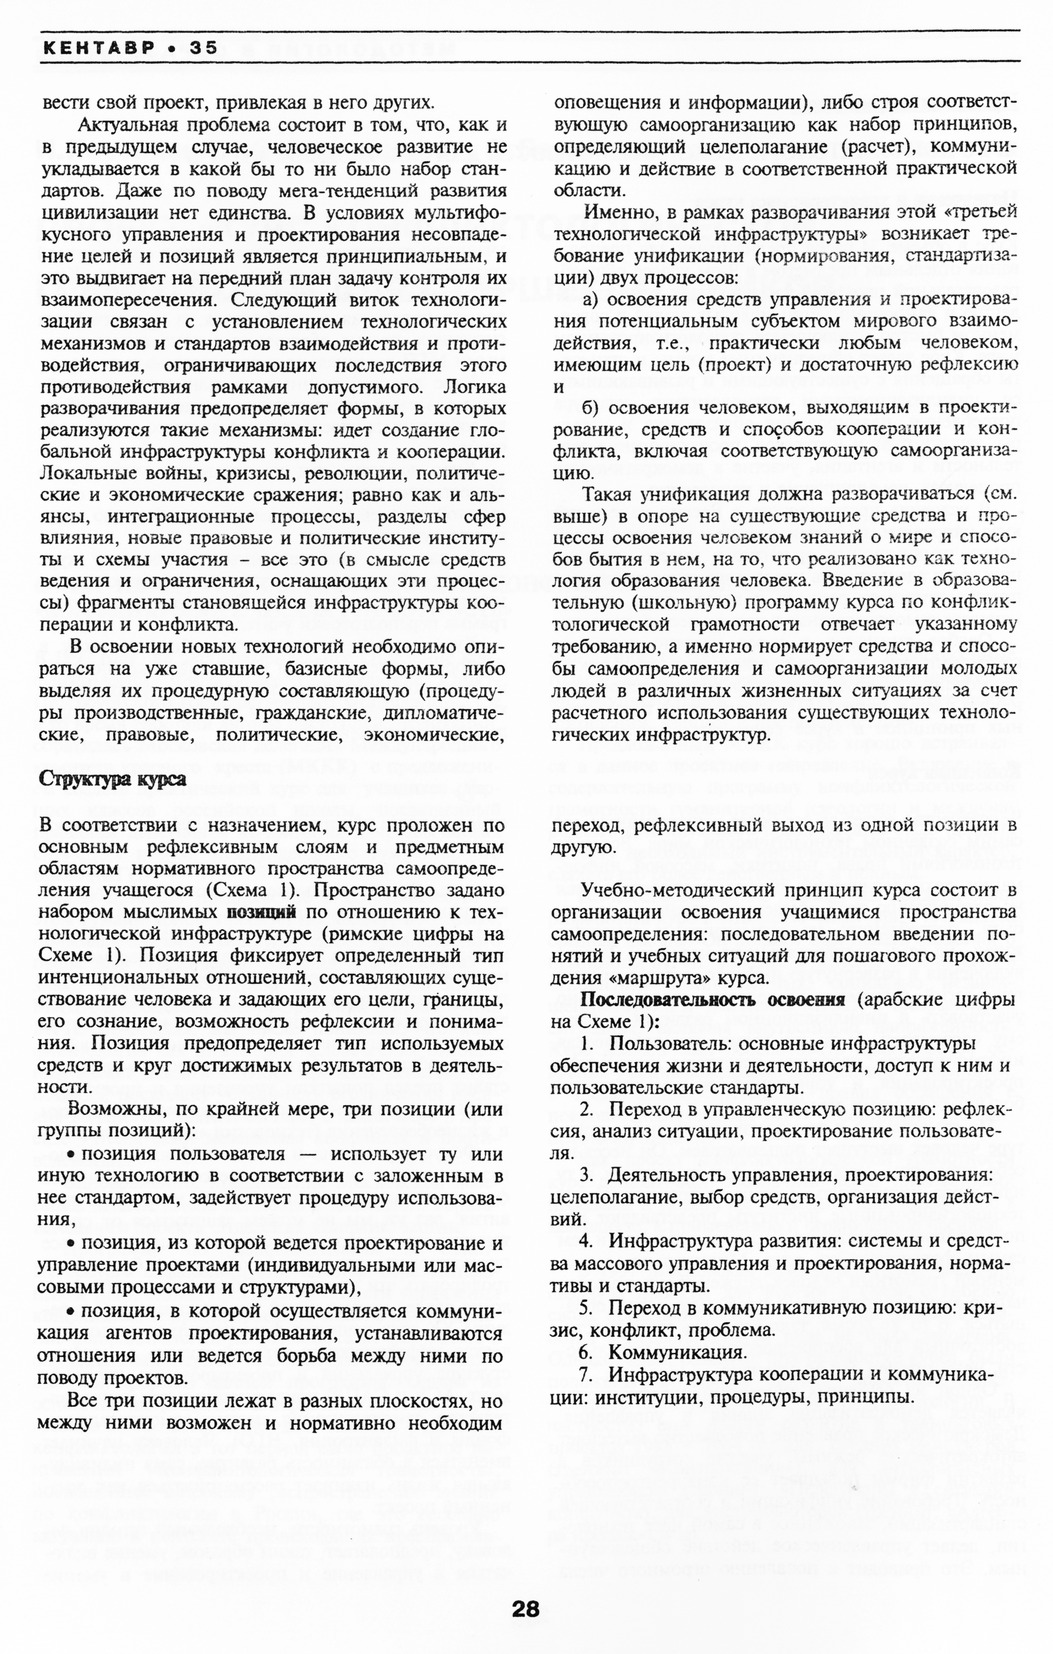 КЕНТАВР • 35
вести свой проект, привлекая в него других.
Актуальная проблема состоит в том, что, как и
в предыдущем случае, человеческое развитие не
укладывается в какой бы то ни было набор стан-
дартов. Даже по поводу мега-тенденций развития
цивилизации нет единства. В условиях мультифо-
кусного управления и проектирования несовпаде-
ние целей и позиций является принципиальным, и
это выдвигает на передний план задачу контроля их
взаимопересечения. Следующий виток технологи-
зации связан с установлением технологических
механизмов и стандартов взаимодействия и проти-
водействия, ограничивающих последствия этого
противодействия рамками допустимого. Логика
разворачивания предопределяет формы, в которых
реализуются такие механизмы: идет создание гло-
бальной инфраструктуры конфликта и кооперации.
Локальные войны, кризисы, революции, политиче-
ские и экономические сражения; равно как и аль-
янсы, интеграционные процессы, разделы сфер
влияния, новые правовые и политические институ-
ты и схемы участия – все это (в смысле средств
ведения и ограничения, оснащающих эти процес-
сы) фрагменты становящейся инфраструктуры коо-
перации и конфликта.
В освоении новых технологий необходимо опи-
раться на уже ставшие, базисные формы, либо
выделяя их процедурную составляющую (процеду-
ры производственные, гражданские, дипломатиче-
ские, правовые, политические, экономические,
оповещения и информации), либо строя соответст-
вующую самоорганизацию как набор принципов,
определяющий целеполагание (расчет), коммуни-
кацию и действие в соответственной практической
области.
Именно, в рамках разворачивания этой «третьей
технологической инфраструктуры» возникает тре-
бование унификации (нормирования, стандартиза-
ции) двух процессов:
а) освоения средств управления и проектирова-
ния потенциальным субъектом мирового взаимо-
действия, т.е., практически любым человеком,
имеющим цель (проект) и достаточную рефлексию
и
б) освоения человеком, выходящим в проекти-
рование, средств и способов кооперации и кон-
фликта, включая соответствующую самоорганиза-
цию.
Такая унификация должна разворачиваться (см.
выше) в опоре на существующие средства и про-
цессы освоения человеком знаний о мире и спосо-
бов бытия в нем, на то, что реализовано как техно-
логия образования человека. Введение в образова-
тельную (школьную) программу курса по конфлик-
тологической грамотности отвечает указанному
требованию, а именно нормирует средства и спосо-
бы самоопределения и самоорганизации молодых
людей в различных жизненных ситуациях за счет
расчетного использования существующих техноло-
гических инфраструктур.
Структура курса
В соответствии с назначением, курс проложен по
основным рефлексивным слоям и предметным
областям нормативного пространства самоопреде-
ления учащегося (Схема 1). Пространство задано
набором мыслимых позиций по отношению к тех-
нологической инфраструктуре (римские цифры на
Схеме 1). Позиция фиксирует определенный тип
интенциональных отношений, составляющих суще-
ствование человека и задающих его цели, границы,
его сознание, возможность рефлексии и понима-
ния. Позиция предопределяет тип используемых
средств и круг достижимых результатов в деятель-
ности.
Возможны, по крайней мере, три позиции (или
группы позиций):
• позиция пользователя — использует ту или
иную технологию в соответствии с заложенным в
нее стандартом, задействует процедуру использова-
ния,
• позиция, из которой ведется проектирование и
управление проектами (индивидуальными или мас-
совыми процессами и структурами),
• позиция, в которой осуществляется коммуни-
кация агентов проектирования, устанавливаются
отношения или ведется борьба между ними по
поводу проектов.
Все три позиции лежат в разных плоскостях, но
между ними возможен и нормативно необходим
переход, рефлексивный выход из одной позиции в
другую.
Учебно-методический принцип курса состоит в
организации освоения учащимися пространства
самоопределения: последовательном введении по-
нятий и учебных ситуаций для пошагового прохож-
дения «маршрута» курса.
Последовательность освоения (арабские цифры
на Схеме 1):
1. Пользователь: основные инфраструктуры
обеспечения жизни и деятельности, доступ к ним и
пользовательские стандарты.
2. Переход в управленческую позицию: рефлек-
сия, анализ ситуации, проектирование пользовате-
ля.
3. Деятельность управления, проектирования:
целеполагание, выбор средств, организация дейст-
вий.
4. Инфраструктура развития: системы и средст-
ва массового управления и проектирования, норма-
тивы и стандарты.
5. Переход в коммуникативную позицию: кри-
зис, конфликт, проблема.
6. Коммуникация.
7. Инфраструктура кооперации и коммуника-
ции: институции, процедуры, принципы.
28